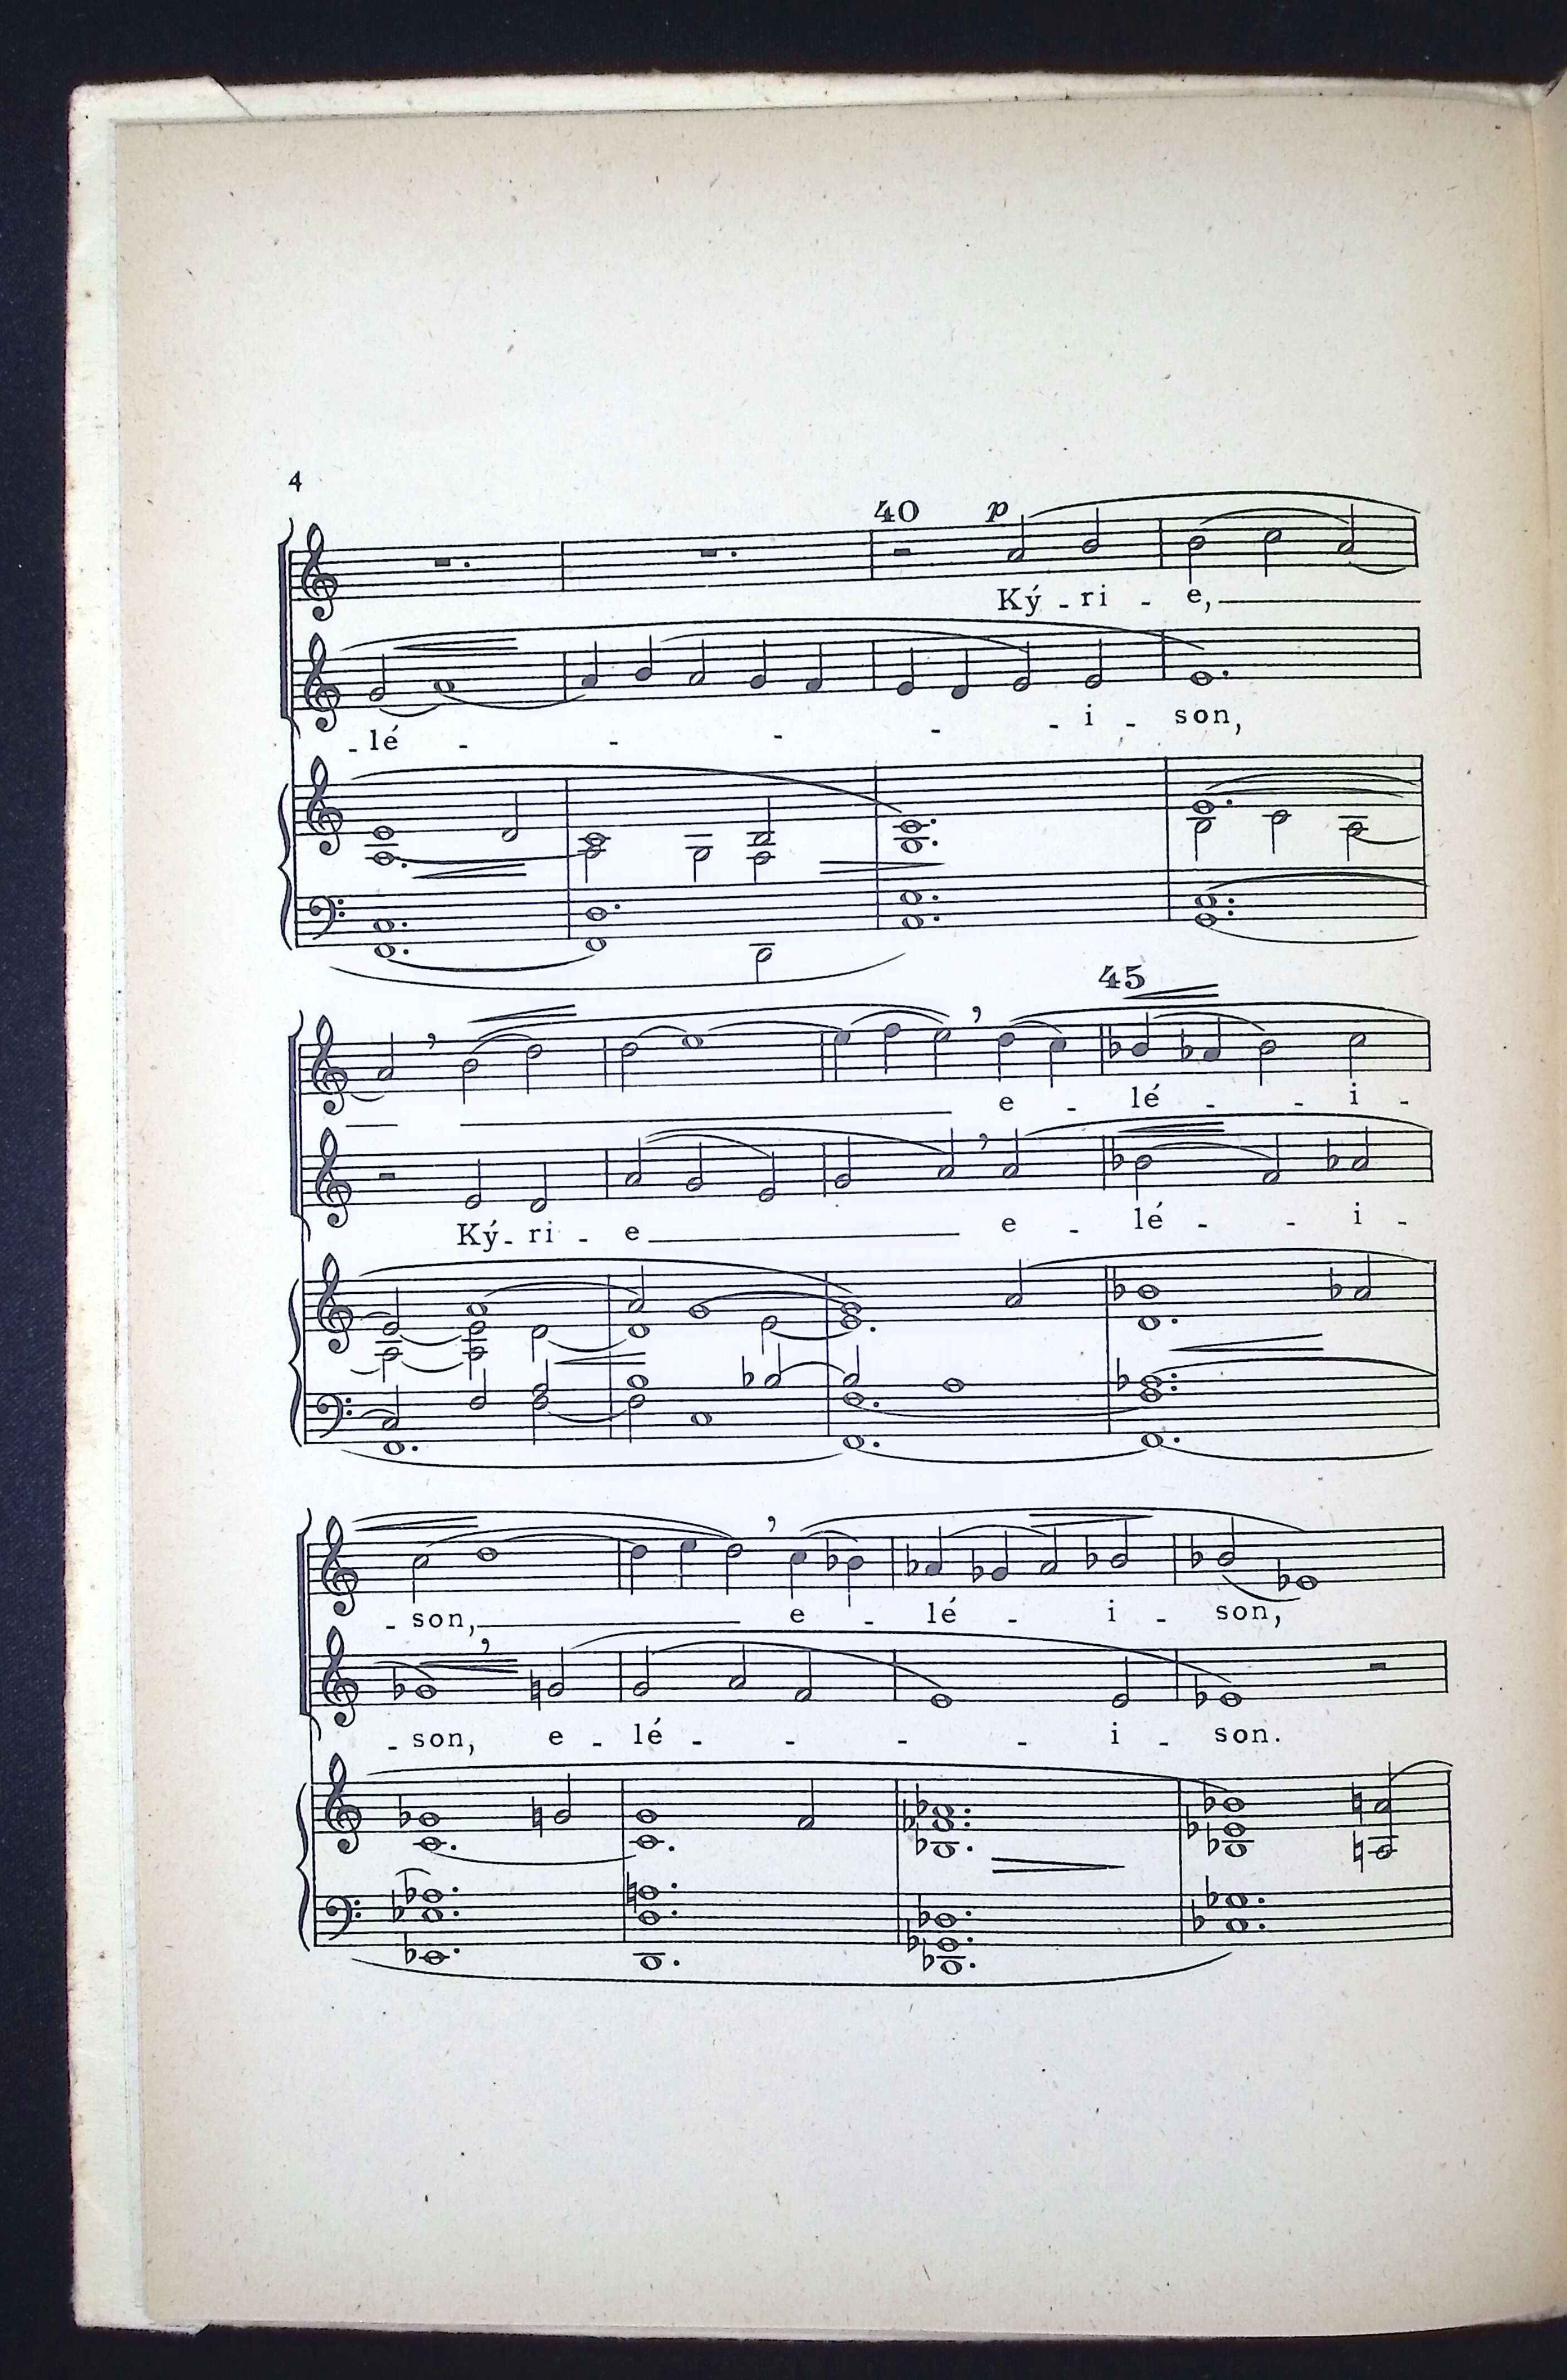 4
40 p
Ký - ri - e,
- lé - - - - - i - son,
45
e - lé - - i -
Ký - ri - e e - lé - - i -
- son, e - lé - i - son,
- son, e - lé - - - - i - son.